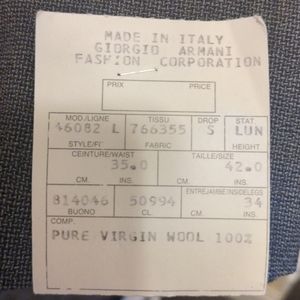 MADE IN ITALY
GIORGIO ARMANI
FASHION CORPORATION
PRIX PRICE
MOD./LIGNE TISSU DROP STAT
46082 L 766355 S LUN
STYLE/FI FABRIC HEIGHT
CEINTURE/WAIST TAILLE/SIZE
35.0 42.0
CM. INS. CM. INS.
ENTREJAMBE/INSIDELEGS
814046 50994 34
BUONO CL CM. INS.
COMP.
PURE VIRGIN WOOL 100%